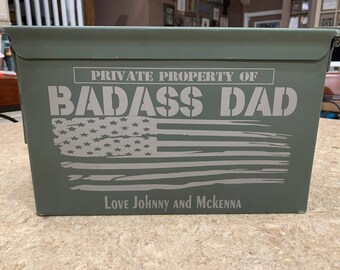 PRIVATE PROPERTY OF
BADASS DAD
Love Johnny and Mckenna